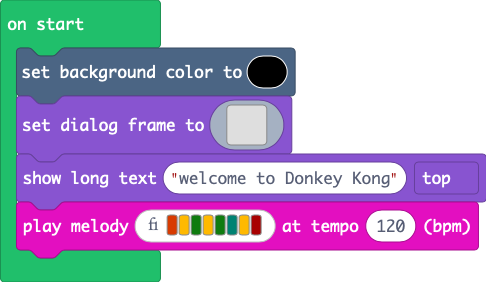 on start
set background color to
set dialog frame to
show long text "welcome to Donkey Kong" top
play melody at tempo 120 (bpm)